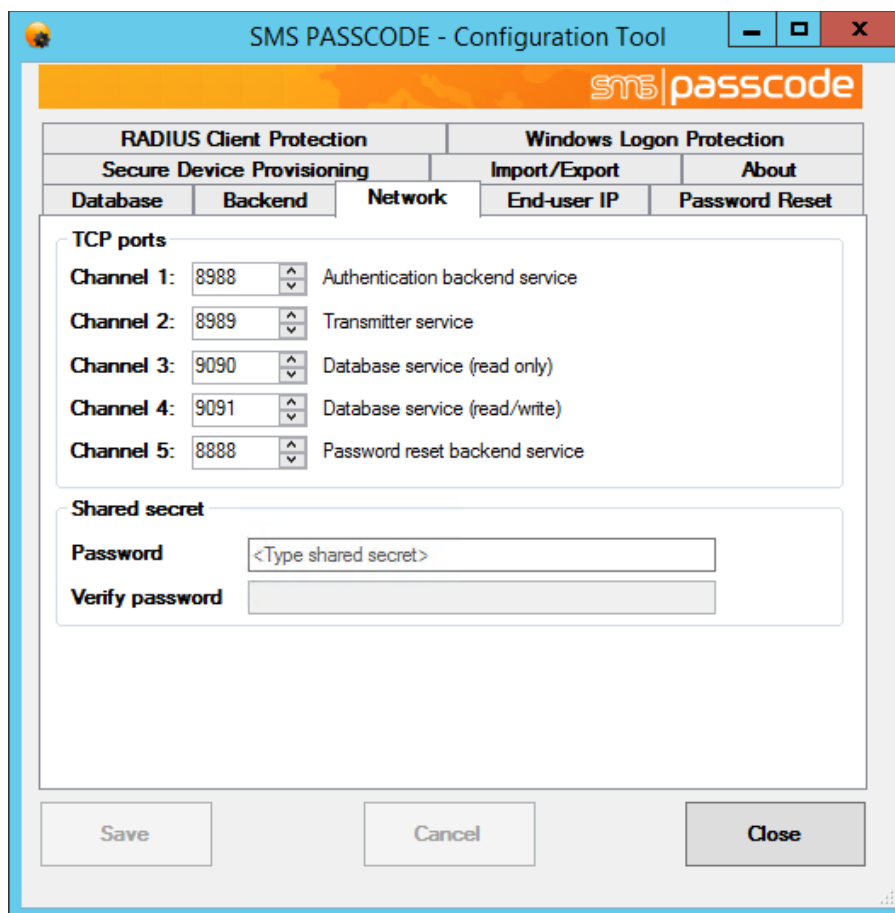 SMS PASSCODE - Configuration Tool
sms|passcode
RADIUS Client Protection Windows Logon Protection
Secure Device Provisioning Import/Export About
Database Backend Network End-user IP Password Reset
TCP ports
Channel 1: 8988 Authentication backend service
Channel 2: 8989 Transmitter service
Channel 3: 9090 Database service (read only)
Channel 4: 9091 Database service (read/write)
Channel 5: 8888 Password reset backend service
Shared secret
Password <Type shared secret>
Verify password
Save Cancel Close